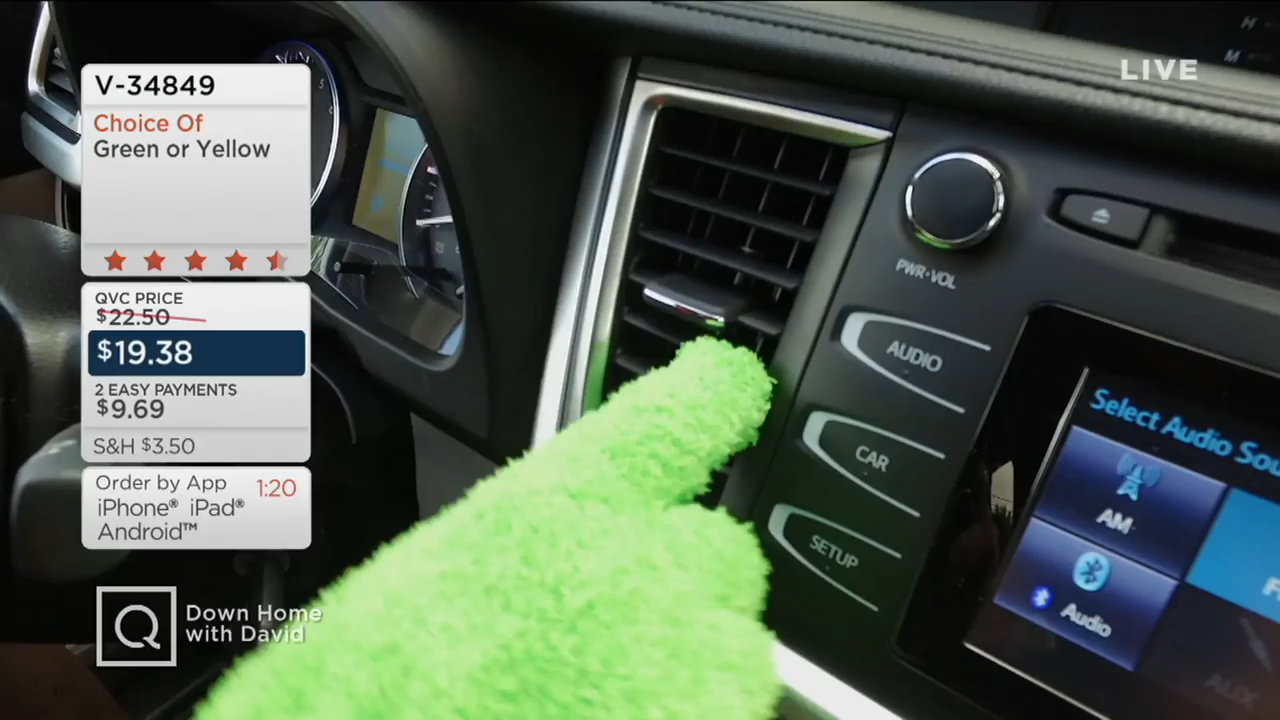 V-34849
Choice Of
Green or Yellow
QVC PRICE
$22.50
$19.38
2 EASY PAYMENTS
$9.69
S&H $3.50
Order by App 1:20
iPhone® iPad®
Android™
Q
Down Home
with David
LIVE
H
M
PWR•VOL
AUDIO
CAR
SETUP
Select Audio Sou
AM
F
Audio
AUX